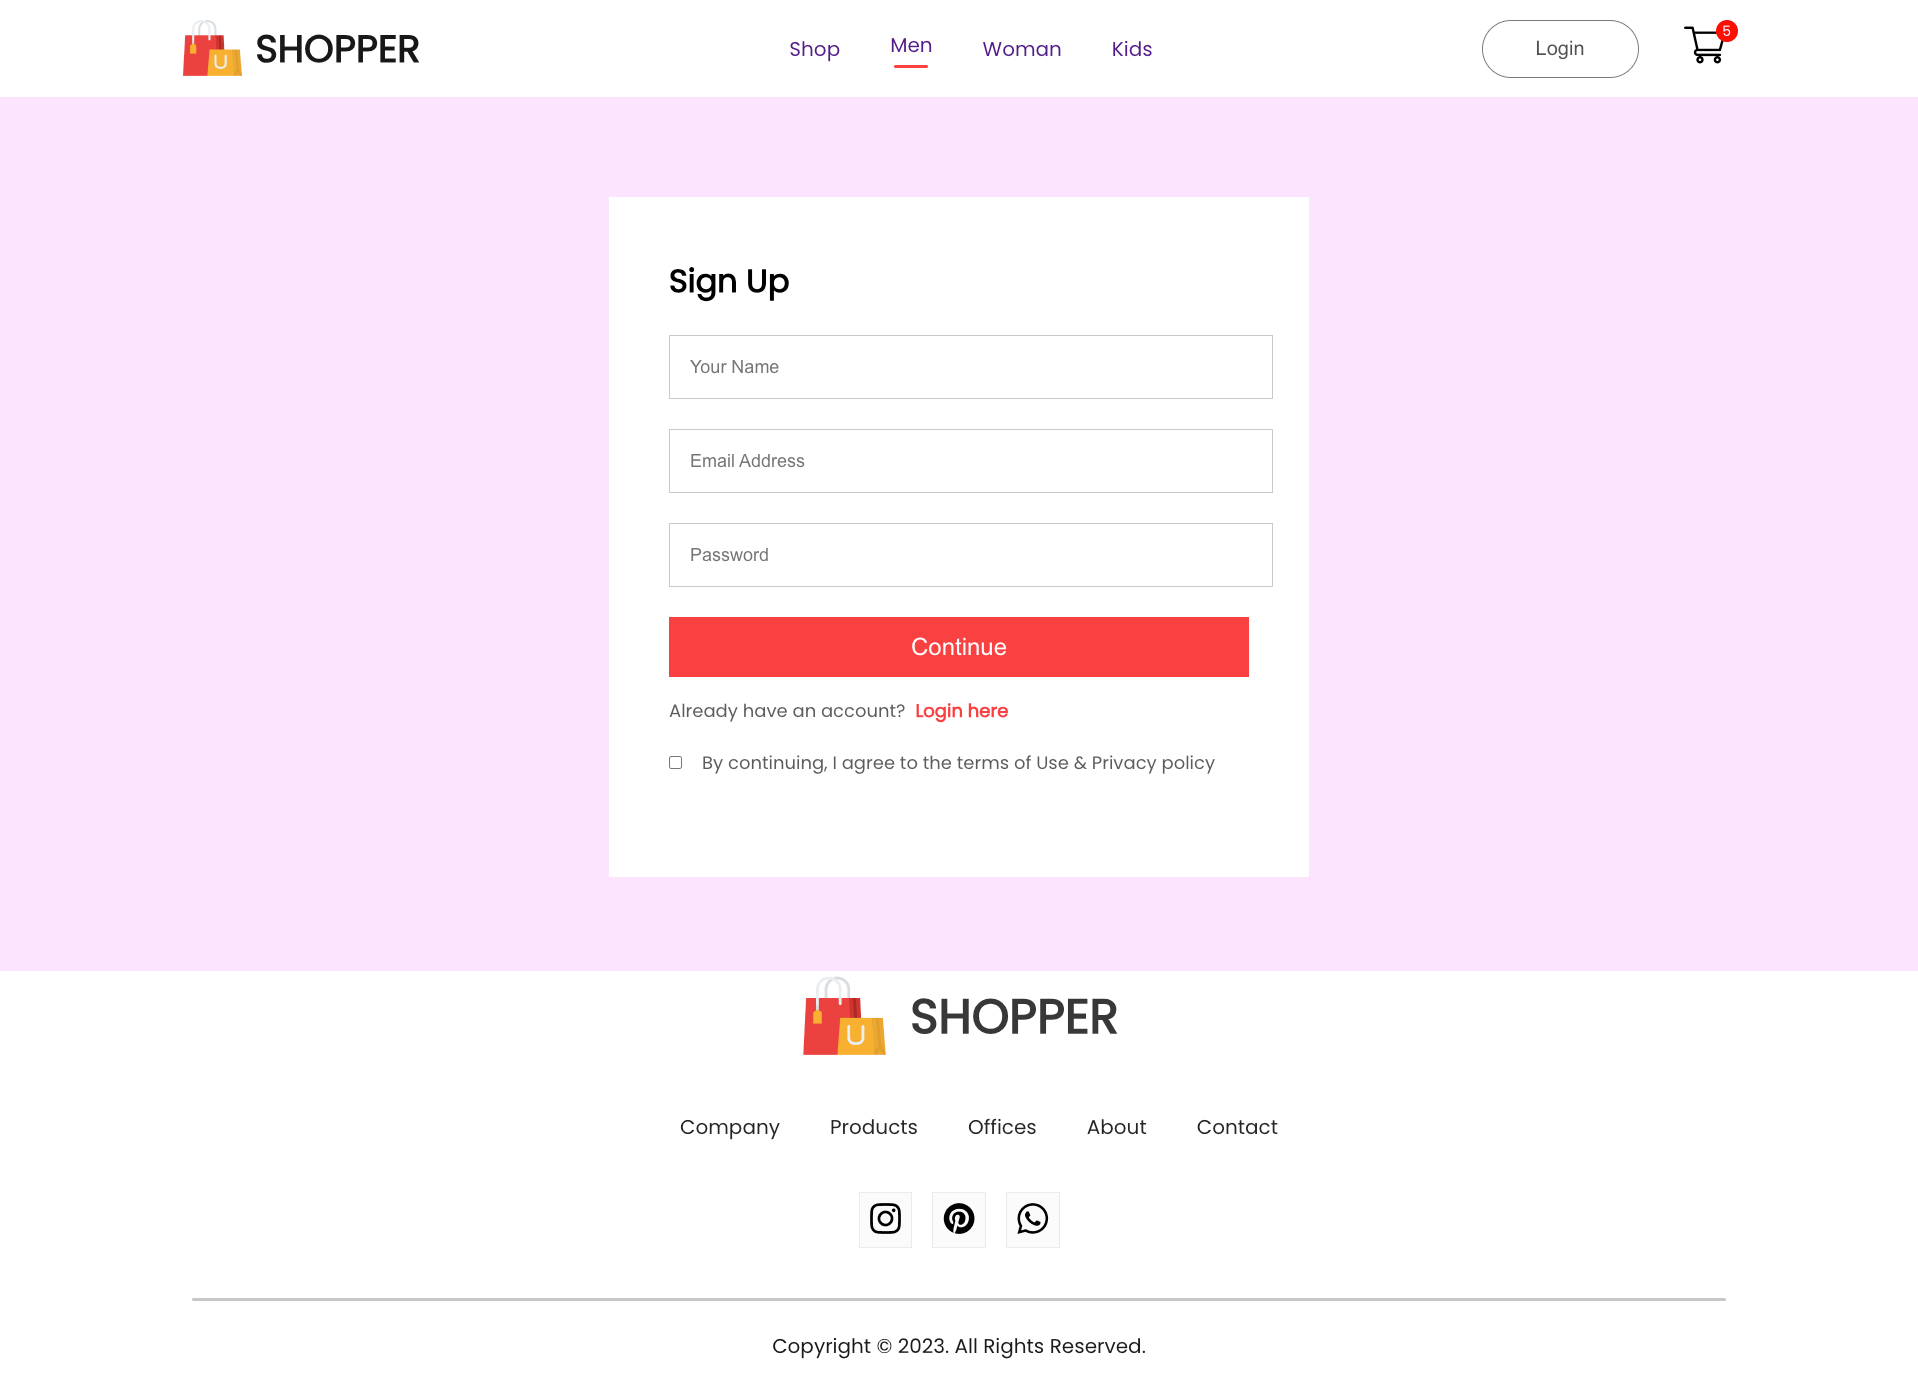 SHOPPER
Shop Men Woman Kids
Login
5
Sign Up
Your Name
Email Address
Password
Continue
Already have an account? Login here
By continuing, I agree to the terms of Use & Privacy policy
SHOPPER
Company Products Offices About Contact
Copyright © 2023. All Rights Reserved.